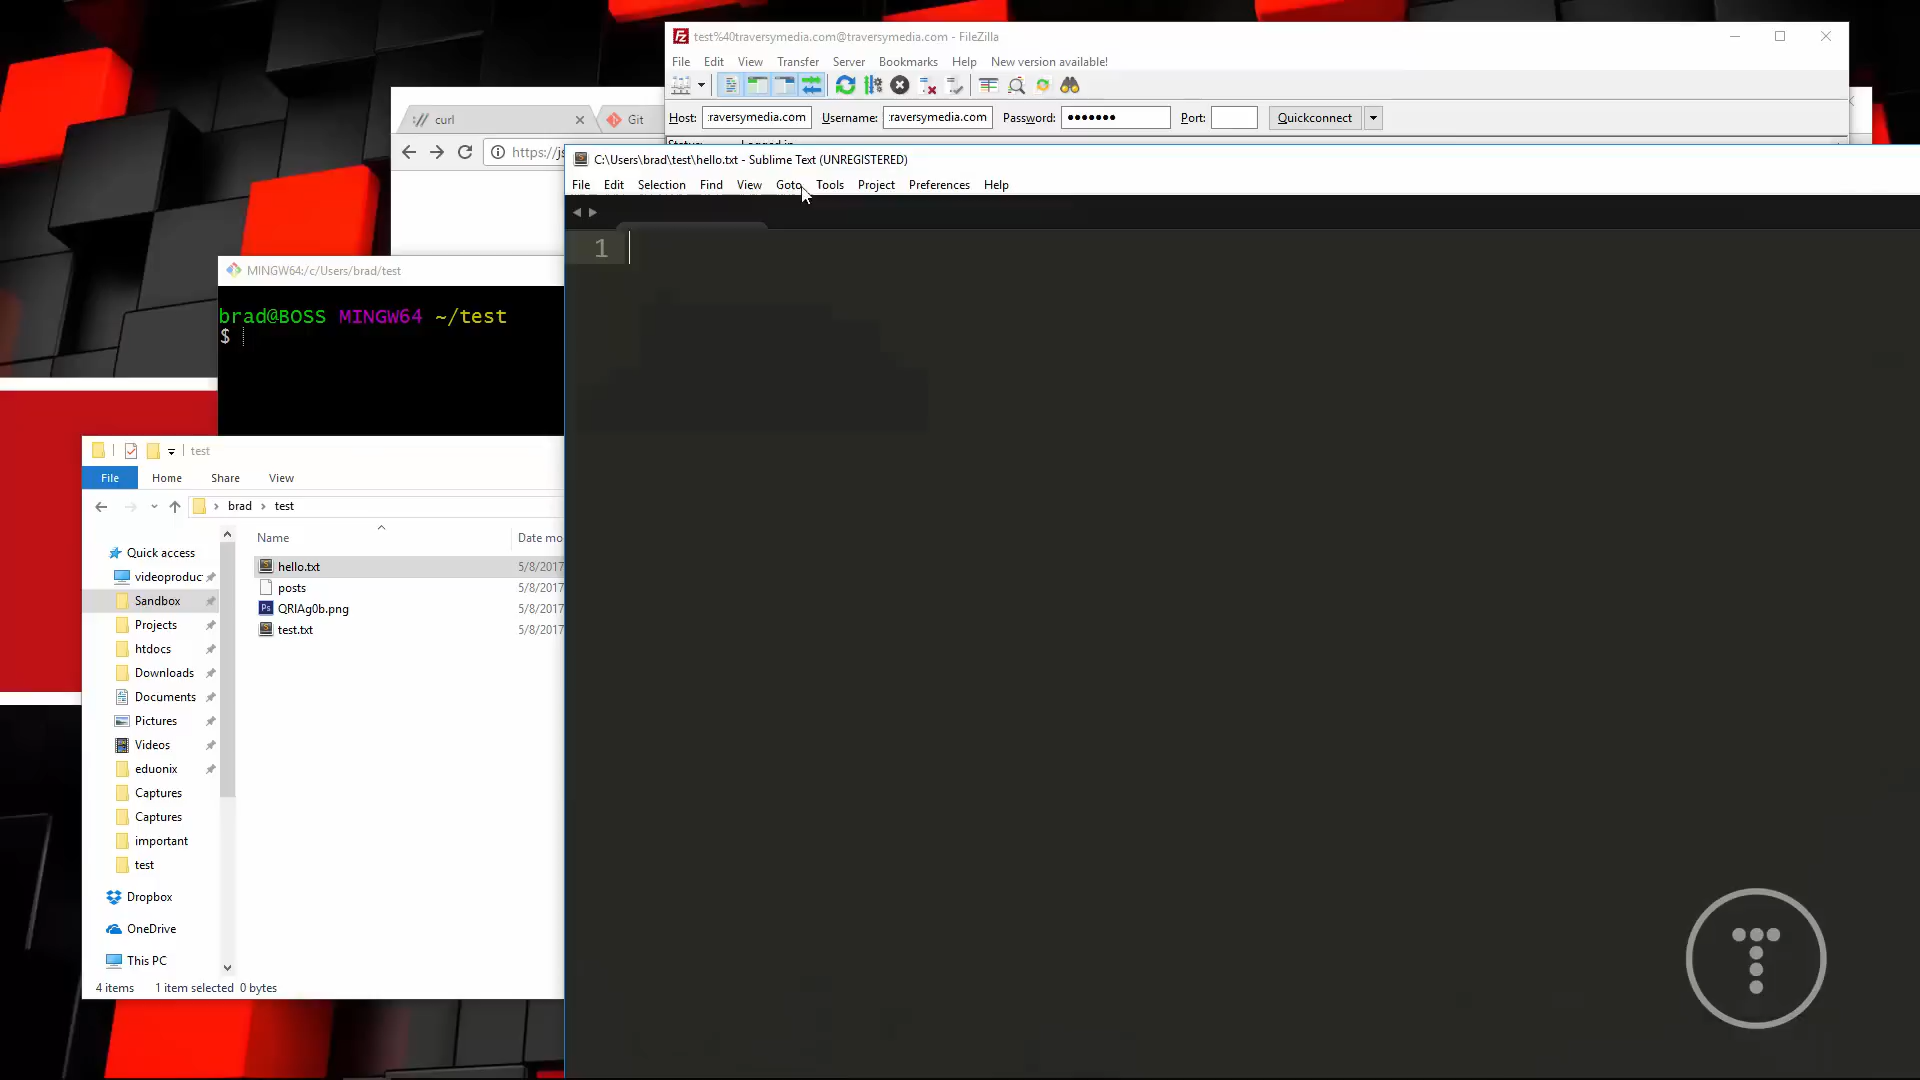 test%40traversymedia.com@traversymedia.com - FileZilla
File Edit View Transfer Server Bookmarks Help New version available!
Host: :raversymedia.com Username: :raversymedia.com Password: ●●●●●●● Port: Quickconnect
curl
Git
https://js
C:\Users\brad\test\hello.txt - Sublime Text (UNREGISTERED)
File Edit Selection Find View Goto Tools Project Preferences Help
1
MINGW64:/c/Users/brad/test
brad@BOSS MINGW64 ~/test
$
test
File Home Share View
brad › test
Name Date mo
hello.txt 5/8/2017
posts 5/8/2017
QRIAg0b.png 5/8/2017
test.txt 5/8/2017
Quick access
videoproduc
Sandbox
Projects
htdocs
Downloads
Documents
Pictures
Videos
eduonix
Captures
Captures
important
test
Dropbox
OneDrive
This PC
4 items 1 item selected 0 bytes